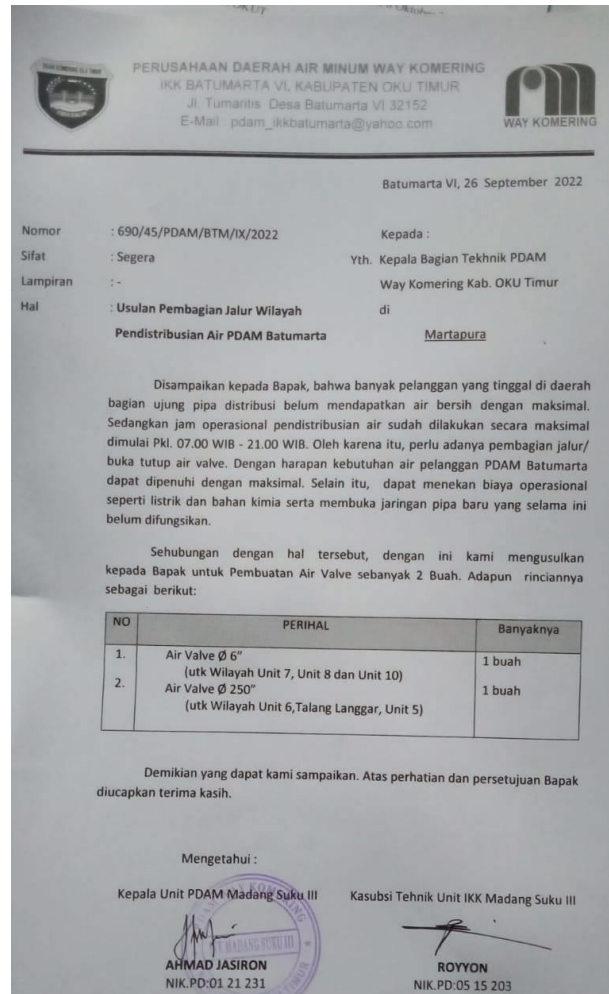 PERUSAHAAN DAERAH AIR MINUM WAY KOMERING
IKK BATUMARTA VI, KABUPATEN OKU TIMUR
Jl. Tumaritis Desa Batumarta VI 32152
E-Mail : pdam_ikkbatumarta@yahoo.com
WAY KOMERING
Batumarta VI, 26 September 2022
Nomor : 690/45/PDAM/BTM/IX/2022 Kepada :
Sifat : Segera Yth. Kepala Bagian Tekhnik PDAM
Lampiran : - Way Komering Kab. OKU Timur
Hal : Usulan Pembagian Jalur Wilayah di
Pendistribusian Air PDAM Batumarta Martapura
Disampaikan kepada Bapak, bahwa banyak pelanggan yang tinggal di daerah
bagian ujung pipa distribusi belum mendapatkan air bersih dengan maksimal.
Sedangkan jam operasional pendistribusian air sudah dilakukan secara maksimal
dimulai Pkl. 07.00 WIB - 21.00 WIB. Oleh karena itu, perlu adanya pembagian jalur/
buka tutup air valve. Dengan harapan kebutuhan air pelanggan PDAM Batumarta
dapat dipenuhi dengan maksimal. Selain itu, dapat menekan biaya operasional
seperti listrik dan bahan kimia serta membuka jaringan pipa baru yang selama ini
belum difungsikan.
Sehubungan dengan hal tersebut, dengan ini kami mengusulkan
kepada Bapak untuk Pembuatan Air Valve sebanyak 2 Buah. Adapun rinciannya
sebagai berikut:
NO PERIHAL Banyaknya
1. Air Valve Ø 6" 1 buah
(utk Wilayah Unit 7, Unit 8 dan Unit 10)
2. Air Valve Ø 250" 1 buah
(utk Wilayah Unit 6,Talang Langgar, Unit 5)
Demikian yang dapat kami sampaikan. Atas perhatian dan persetujuan Bapak
diucapkan terima kasih.
Mengetahui :
Kepala Unit PDAM Madang Suku III Kasubsi Tehnik Unit IKK Madang Suku III
MADANG SUKU III
AHMAD JASIRON ROYYON
NIK.PD:01 21 231 NIK.PD:05 15 203